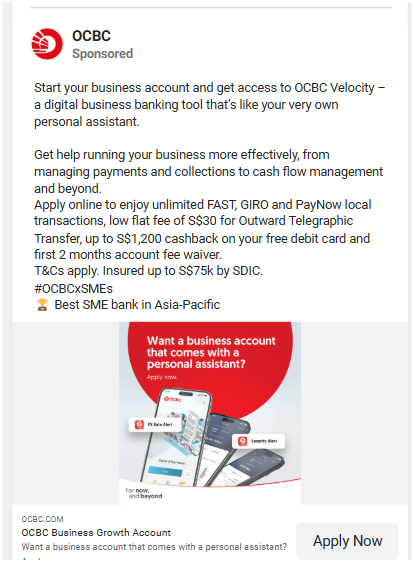 OCBC
Sponsored
Start your business account and get access to OCBC Velocity –
a digital business banking tool that's like your very own
personal assistant.
Get help running your business more effectively, from
managing payments and collections to cash flow management
and beyond.
Apply online to enjoy unlimited FAST, GIRO and PayNow local
transactions, low flat fee of S$30 for Outward Telegraphic
Transfer, up to S$1,200 cashback on your free debit card and
first 2 months account fee waiver.
T&Cs apply. Insured up to S$75k by SDIC.
#OCBCxSMEs
🏆 Best SME bank in Asia-Pacific
Want a business account
that comes with a
personal assistant?
Apply now.
OCBC
FX Rate Alert
Security Alert
For now,
and beyond
OCBC.COM
OCBC Business Growth Account
Want a business account that comes with a personal assistant?
Apply Now